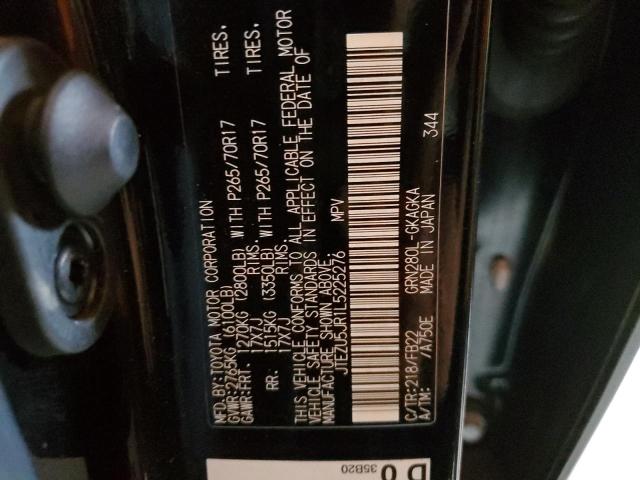 MFD.BY:TOYOTA MOTOR CORPORATION
GVWR:2765KG (6100LB)
GAWR:FRT. 1270KG (2800LB) WITH P265/70R17 TIRES,
17X7J RIMS.
RR. 1515KG (3350LB) WITH P265/70R17 TIRES,
17X7J RIMS.
THIS VEHICLE CONFORMS TO ALL APPLICABLE FEDERAL MOTOR
VEHICLE SAFETY STANDARDS IN EFFECT ON THE DATE OF
MANUFACTURE SHOWN ABOVE.
JTEZU5JR1L5225276 MPV
C/TR:218/FB22 GRN280L-GKAGKA
A/TM: /A750E MADE IN JAPAN 344
D 0
35B20